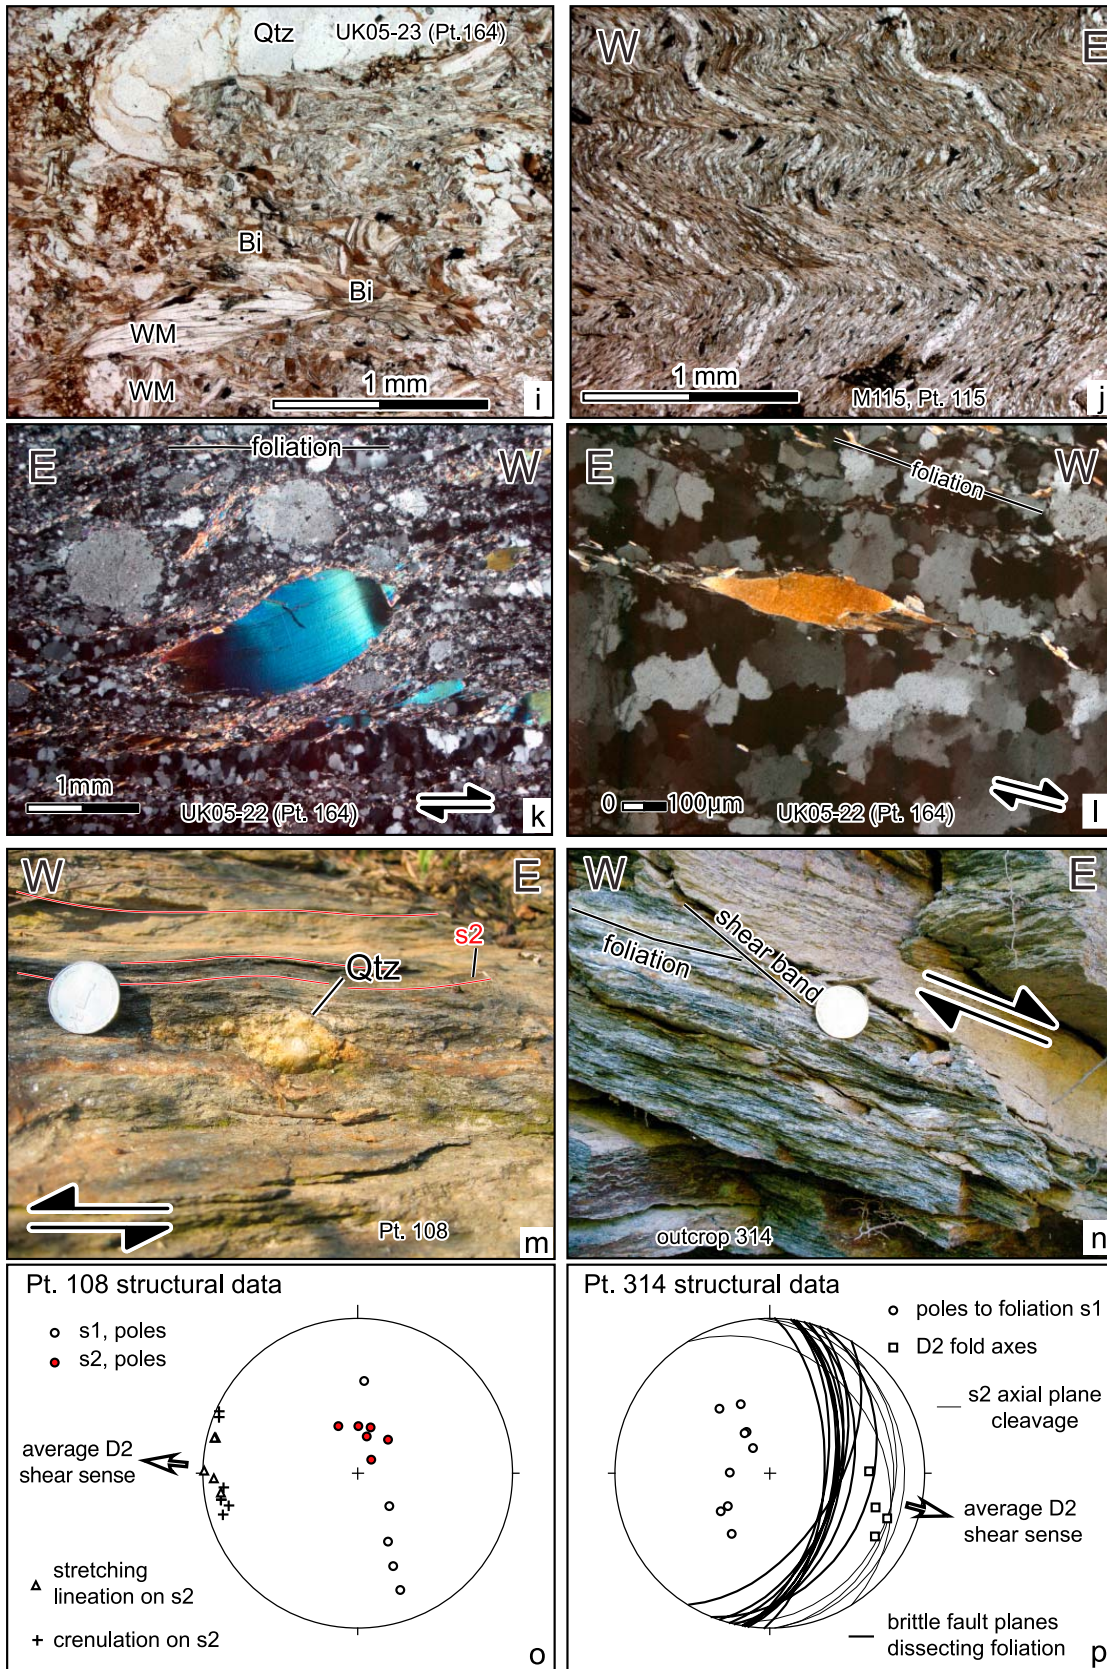 Qtz
UK05-23 (Pt.164)
Bi
Bi
WM
WM
1 mm
i
W
E
1 mm
M115, Pt. 115
j
foliation
E
W
1mm
UK05-22 (Pt. 164)
k
E
W
foliation
0
100µm
UK05-22 (Pt. 164)
l
W
E
s2
Qtz
Pt. 108
m
W
E
shear band
foliation
outcrop 314
n
Pt. 108 structural data
s1, poles
s2, poles
average D2
shear sense
stretching
lineation on s2
crenulation on s2
o
Pt. 314 structural data
poles to foliation s1
D2 fold axes
s2 axial plane
cleavage
average D2
shear sense
brittle fault planes
dissecting foliation
p